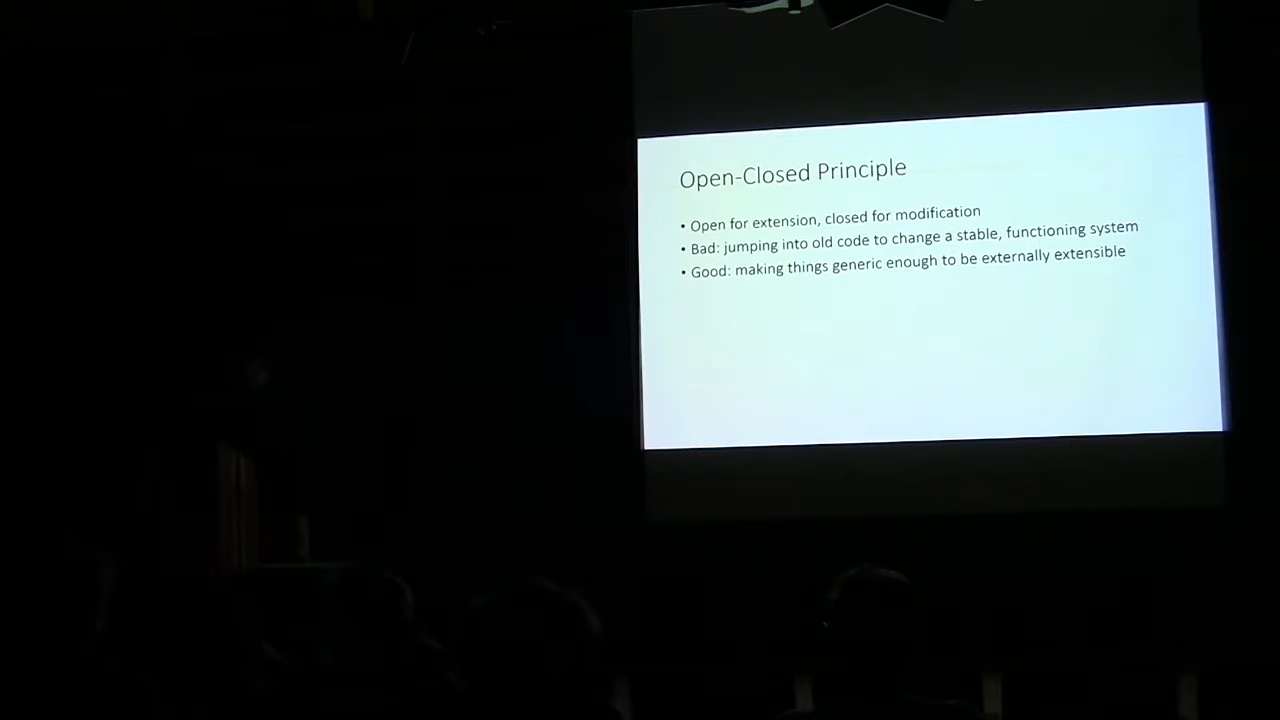 Open-Closed Principle
• Open for extension, closed for modification
• Bad: jumping into old code to change a stable, functioning system
• Good: making things generic enough to be externally extensible